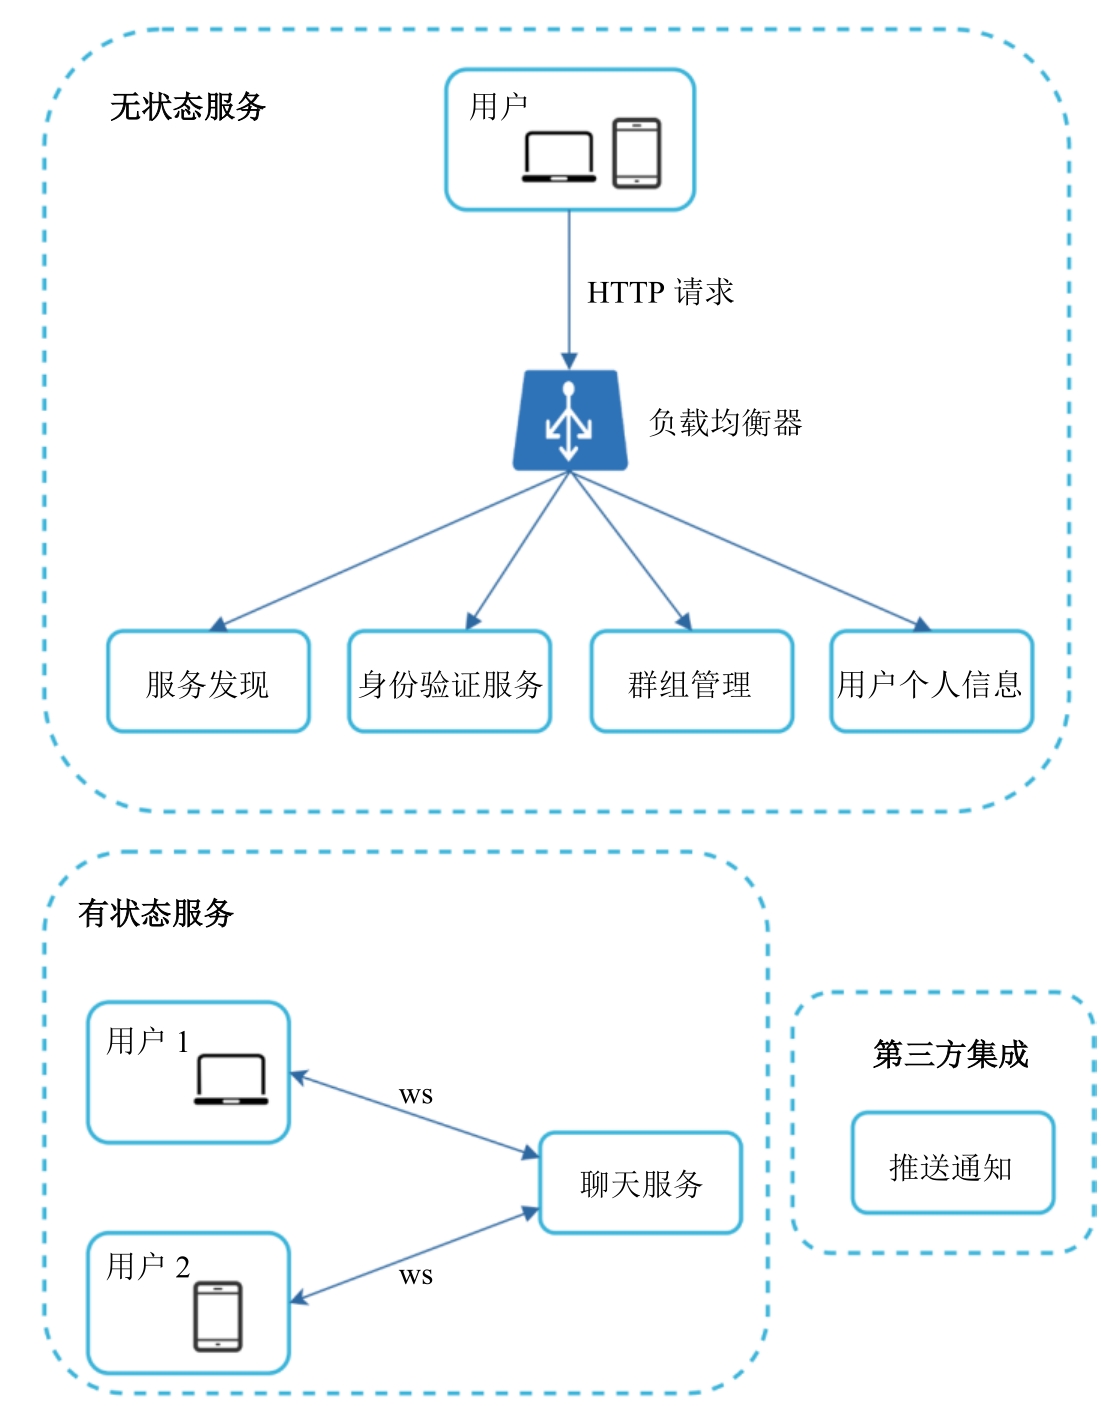 无状态服务
用户
HTTP 请求
负载均衡器
服务发现
身份验证服务
群组管理
用户个人信息
有状态服务
用户 1
ws
聊天服务
用户 2
ws
第三方集成
推送通知